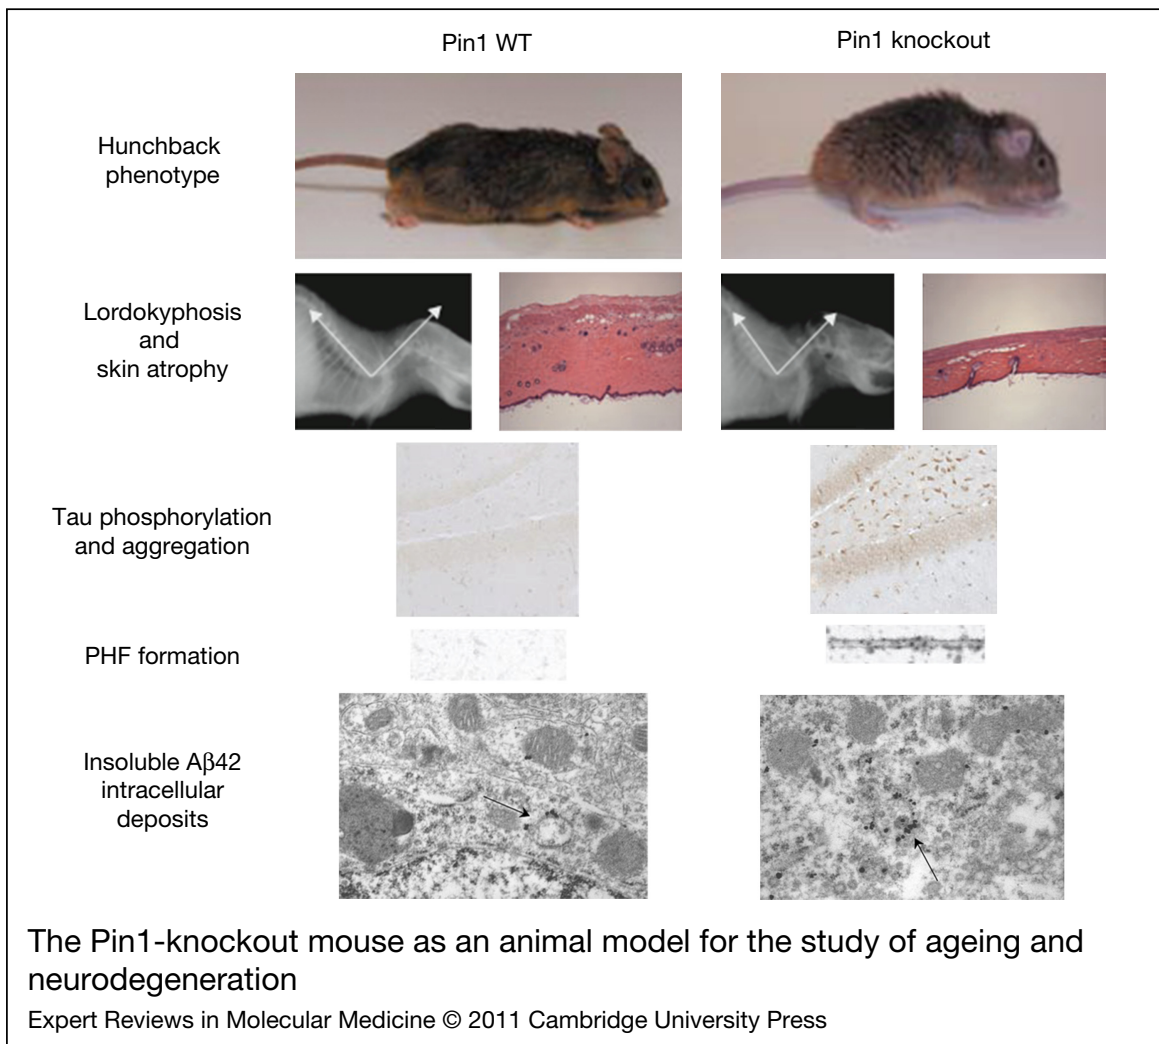 Pin1 WT
Pin1 knockout
Hunchback
phenotype
Lordokyphosis
and
skin atrophy
Tau phosphorylation
and aggregation
PHF formation
Insoluble Aβ42
intracellular
deposits
The Pin1-knockout mouse as an animal model for the study of ageing and
neurodegeneration
Expert Reviews in Molecular Medicine © 2011 Cambridge University Press